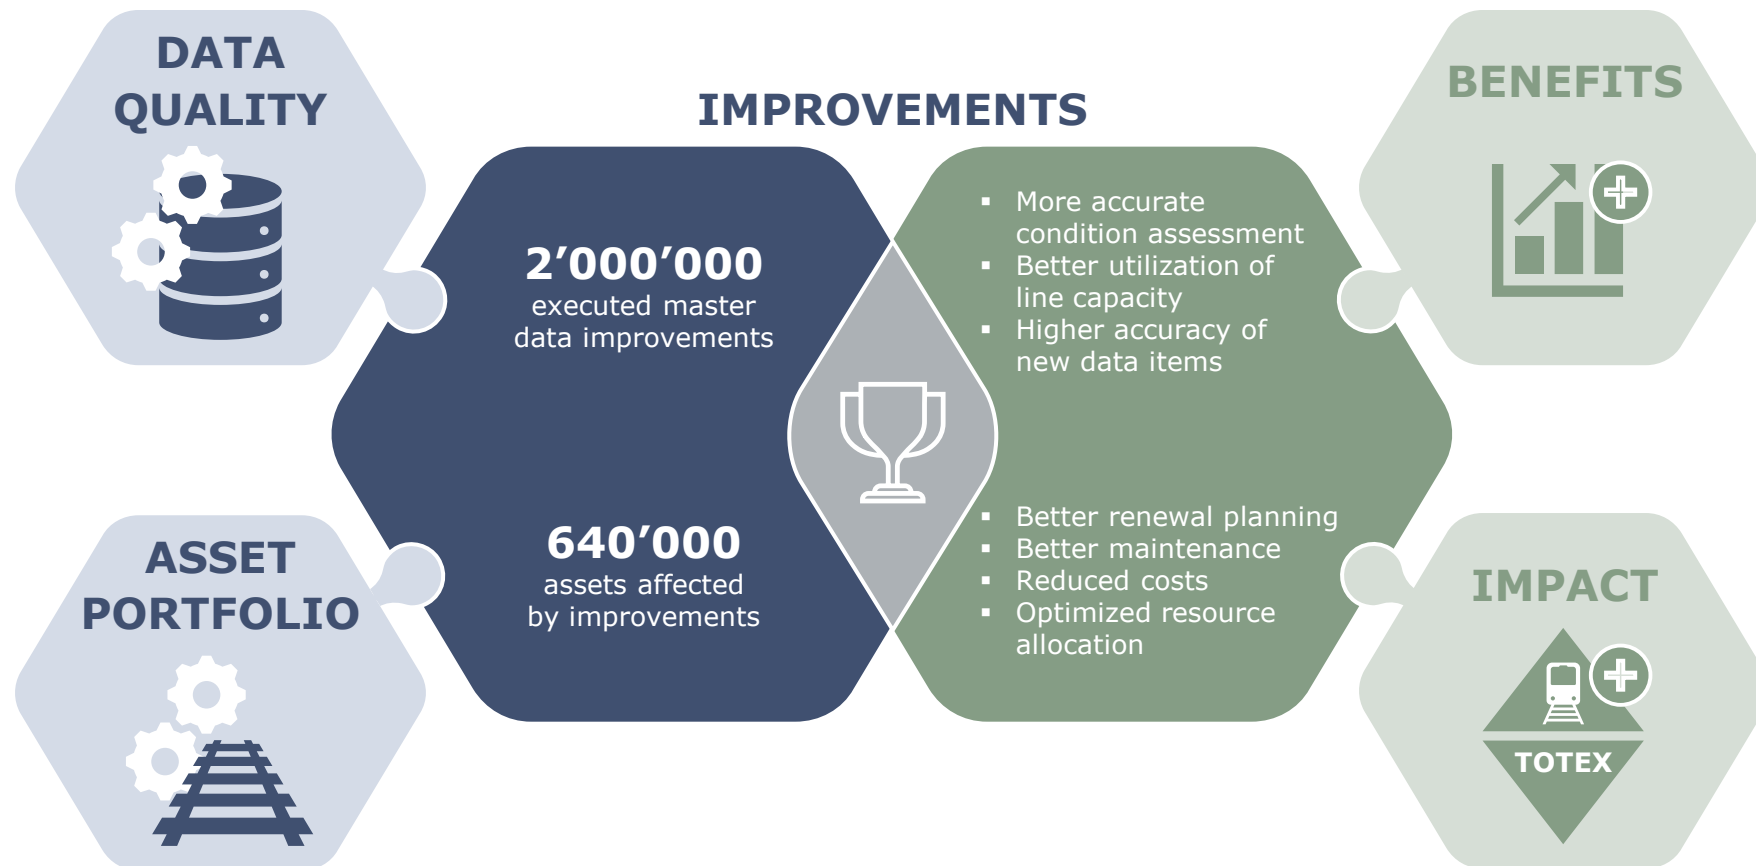 DATA
QUALITY
IMPROVEMENTS
BENEFITS
2’000’000
executed master
data improvements
▪ More accurate
condition assessment
▪ Better utilization of
line capacity
▪ Higher accuracy of
new data items
ASSET
PORTFOLIO
640’000
assets affected
by improvements
▪ Better renewal planning
▪ Better maintenance
▪ Reduced costs
▪ Optimized resource
allocation
IMPACT
TOTEX